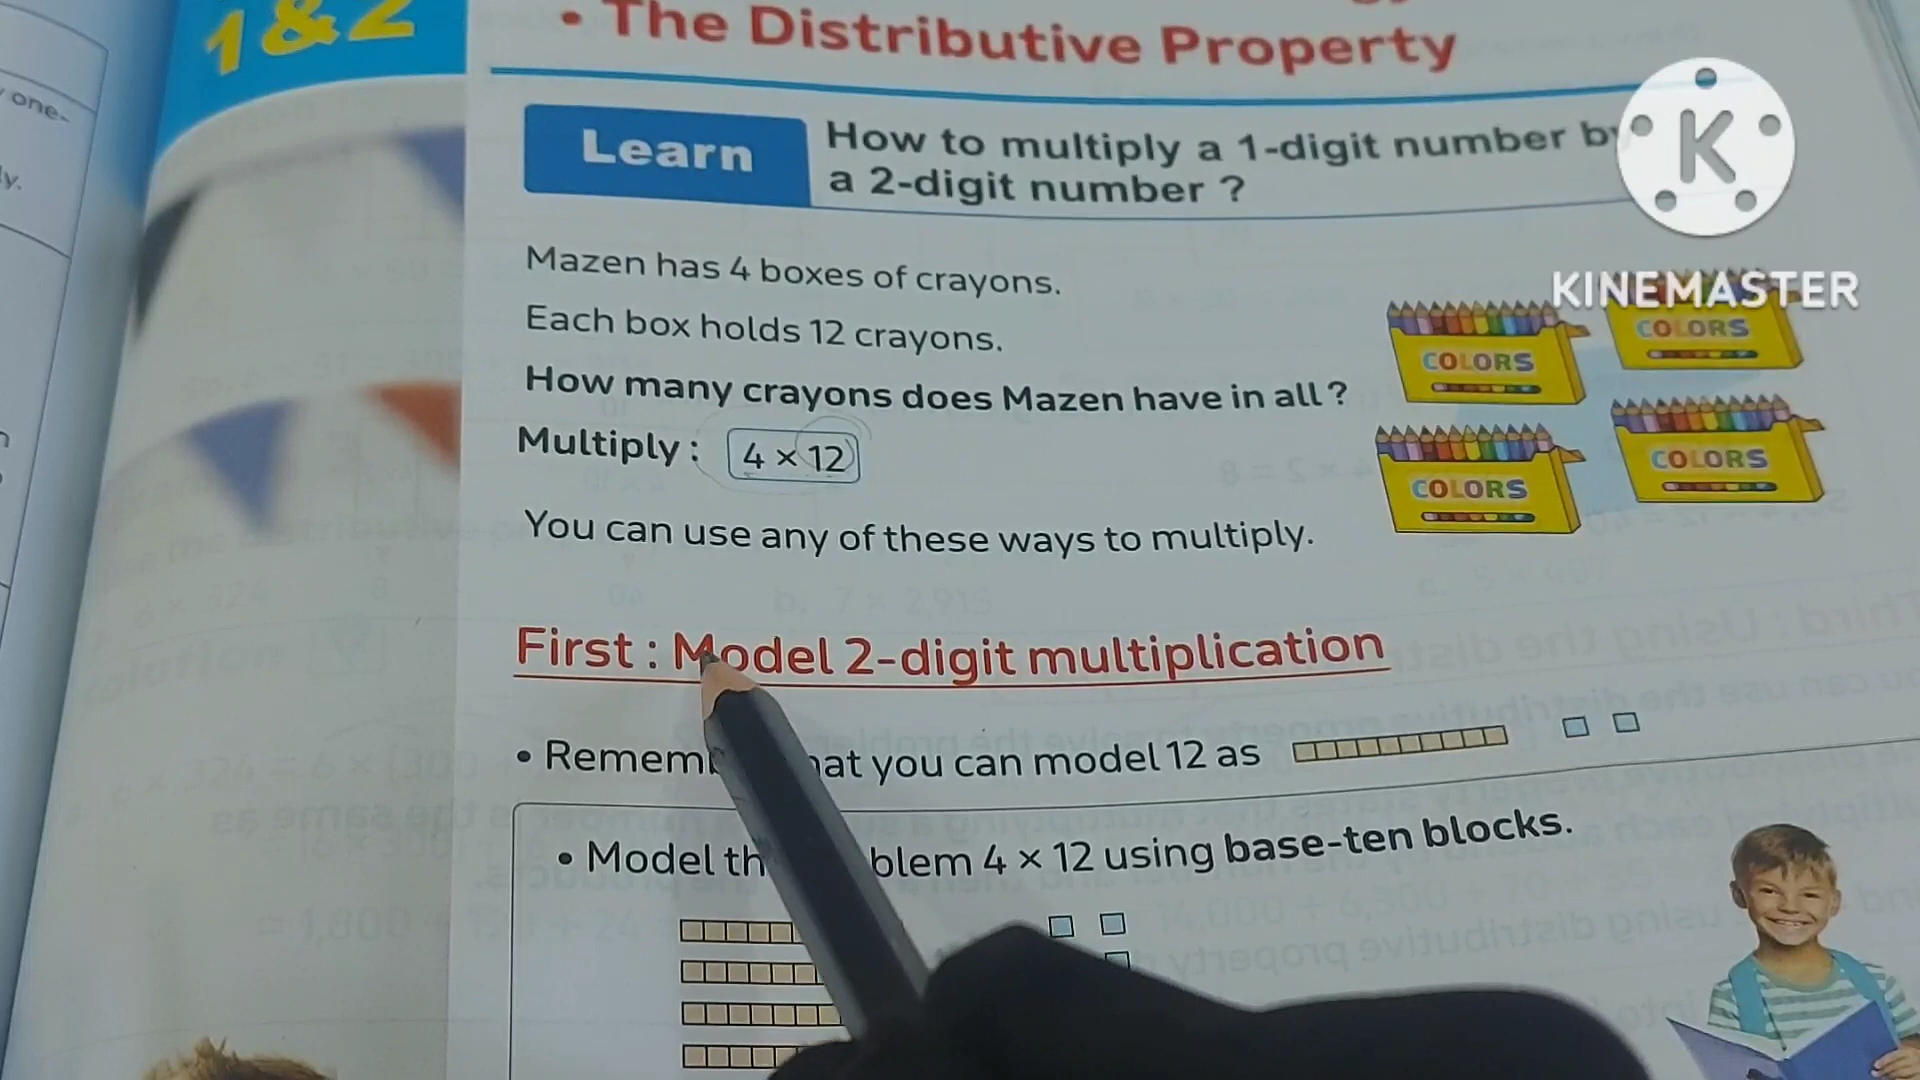 one-
ly.
1&2
• The Distributive Property
Learn
How to multiply a 1-digit number by
a 2-digit number ?
K
KINEMASTER
Mazen has 4 boxes of crayons.
Each box holds 12 crayons.
How many crayons does Mazen have in all ?
Multiply : 4 × 12
COLORS
COLORS
COLORS
COLORS
You can use any of these ways to multiply.
First : Model 2-digit multiplication
• Rememb at you can model 12 as
• Model th blem 4 × 12 using base-ten blocks.